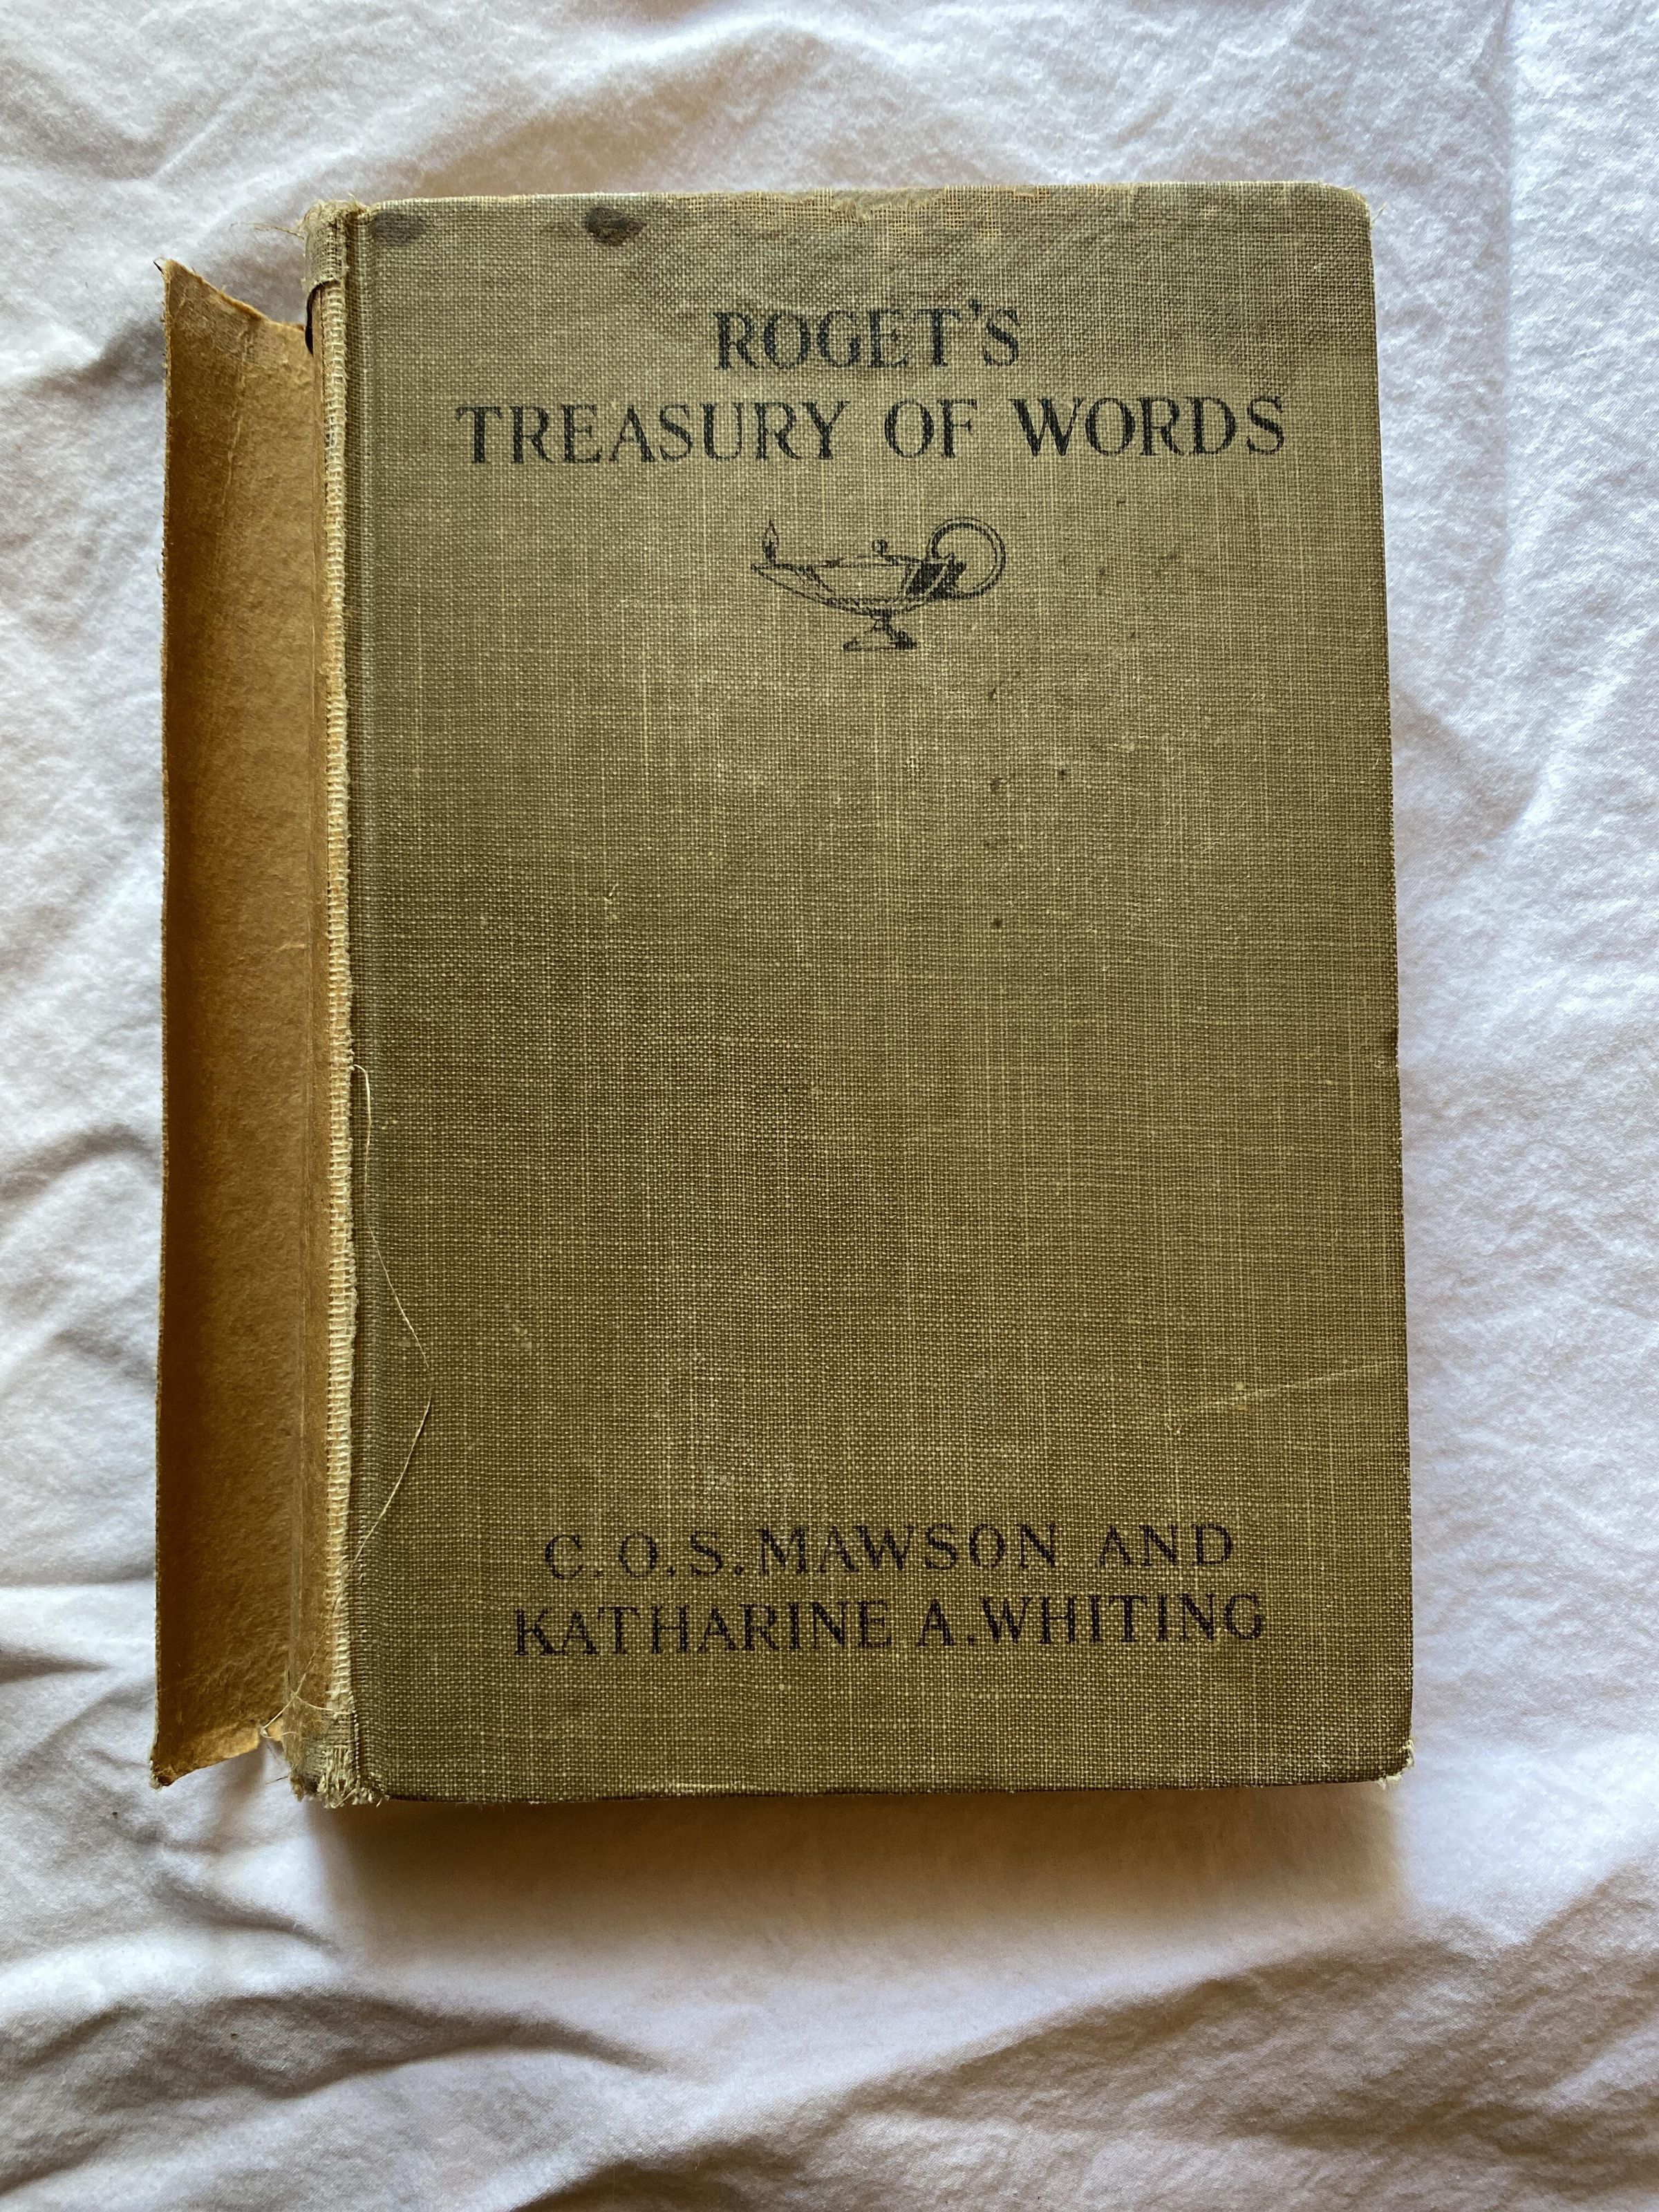 ROGET'S
TREASURY OF WORDS
C.O.S. MAWSON AND
KATHARINE A. WHITING